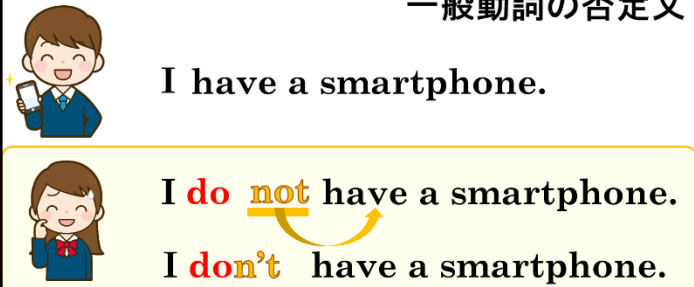 一般動詞の否定文
I have a smartphone.
I do not have a smartphone.
I don't have a smartphone.